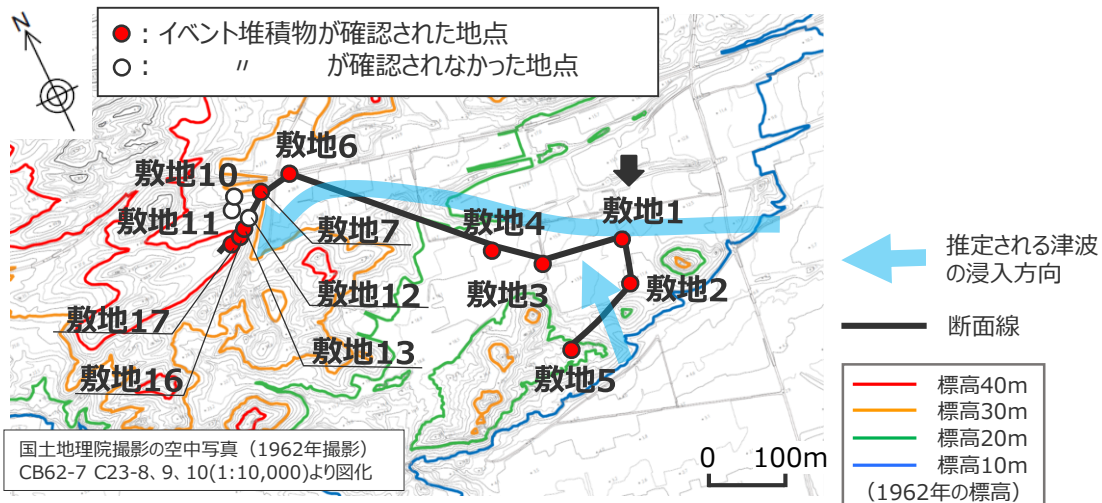 N
●：イベント堆積物が確認された地点
○：　〃　が確認されなかった地点
敷地6
敷地10
敷地11
敷地4
敷地1
敷地7
敷地3
敷地2
敷地12
敷地17
敷地13
敷地16
敷地5
推定される津波
の浸入方向
断面線
標高40m
標高30m
標高20m
標高10m
（1962年の標高）
国土地理院撮影の空中写真（1962年撮影）
CB62-7 C23-8、9、10(1:10,000)より図化
0 100m